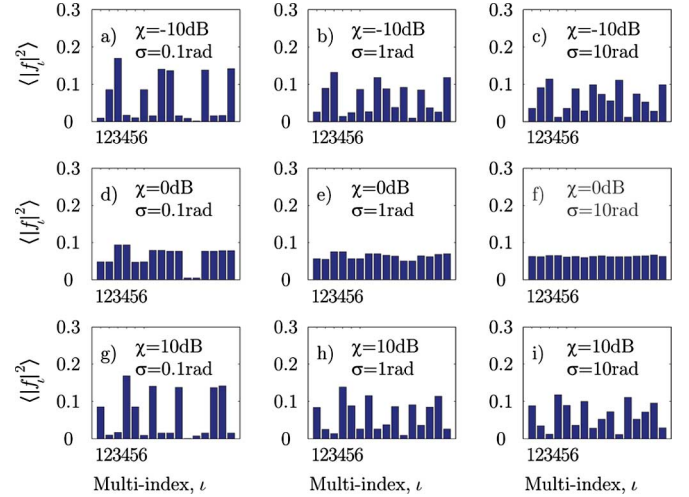 0.3 0.3 0.3
a) χ=-10dB b) χ=-10dB c) χ=-10dB
⟨|fι|²⟩ 0.2 σ=0.1rad 0.2 σ=1rad 0.2 σ=10rad
0.1 0.1 0.1
0 0 0
123456 123456 123456
0.3 0.3 0.3
d) χ=0dB e) χ=0dB f) χ=0dB
⟨|fι|²⟩ 0.2 σ=0.1rad 0.2 σ=1rad 0.2 σ=10rad
0.1 0.1 0.1
0 0 0
123456 123456 123456
0.3 0.3 0.3
g) χ=10dB h) χ=10dB i) χ=10dB
⟨|fι|²⟩ 0.2 σ=0.1rad 0.2 σ=1rad 0.2 σ=10rad
0.1 0.1 0.1
0 0 0
123456 123456 123456
Multi-index, ι Multi-index, ι Multi-index, ι